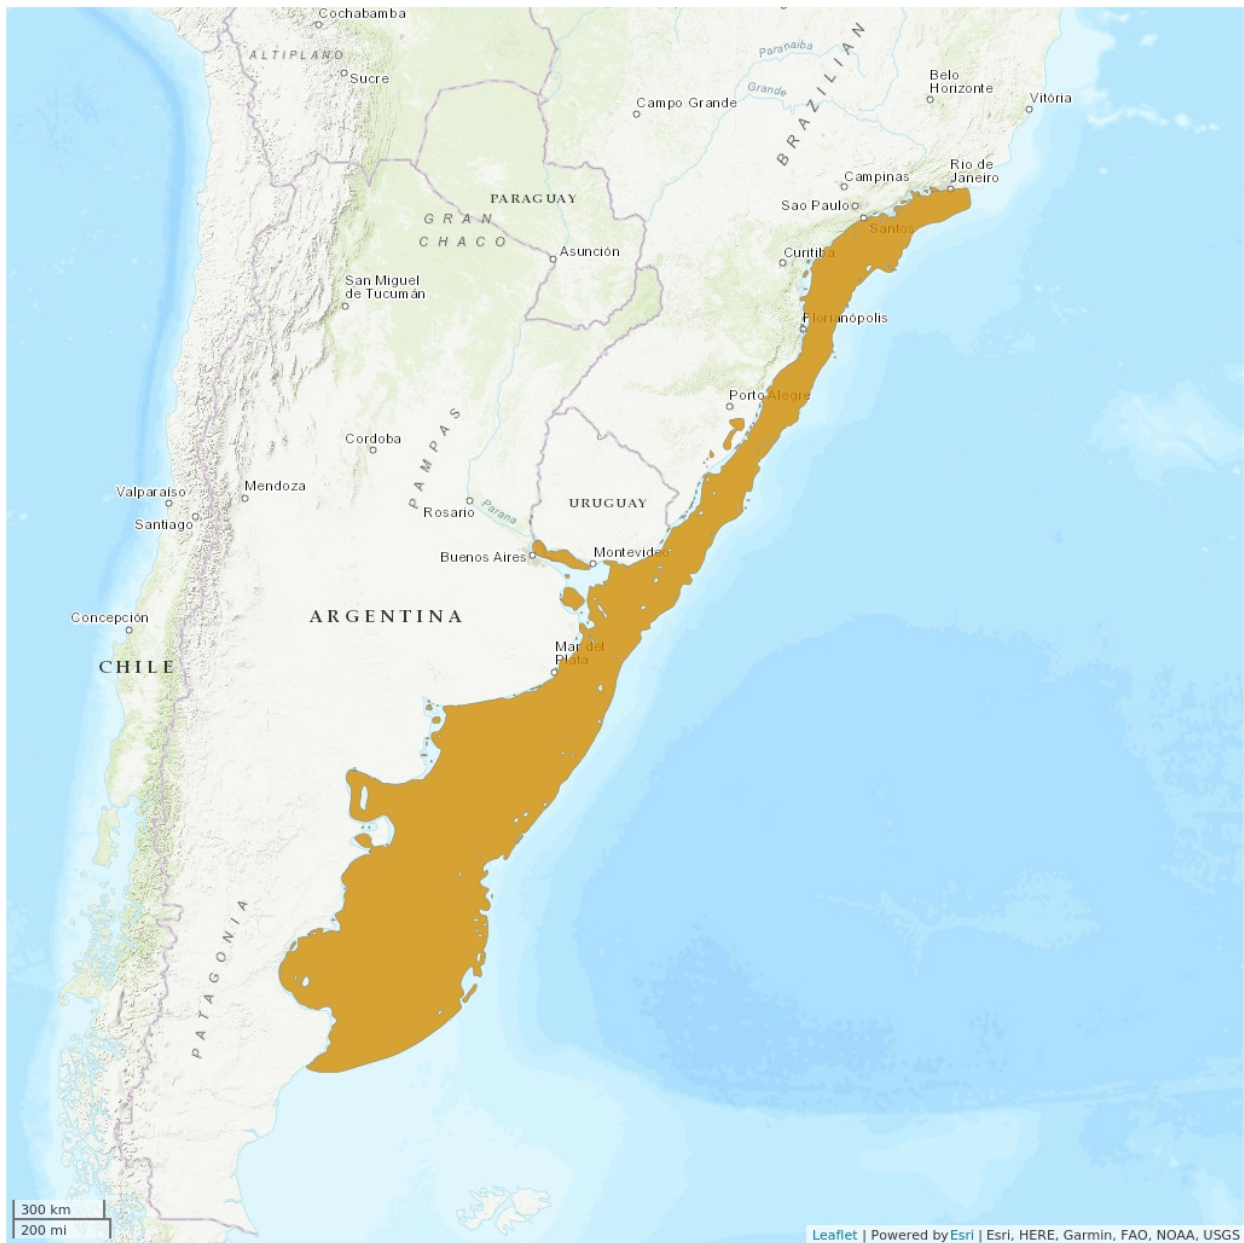 Cochabamba
ALTIPLANO
Sucre
Paranaiba
BRAZILIAN
Belo
Horizonte
Grande
Campo Grande
Vitória
Rio de
Janeiro
Campinas
PARAGUAY
Sao Paulo
GRAN
CHACO
Santos
Asunción
Curitiba
San Miguel
de Tucumán
Florianópolis
Porto Alegre
Cordoba
PAMPAS
Mendoza
Valparaíso
URUGUAY
Rosario
Parana
Santiago
Buenos Aires
Montevideo
ARGENTINA
Concepción
Mar del
Plata
CHILE
PATAGONIA
300 km
200 mi
Leaflet | Powered by Esri | Esri, HERE, Garmin, FAO, NOAA, USGS